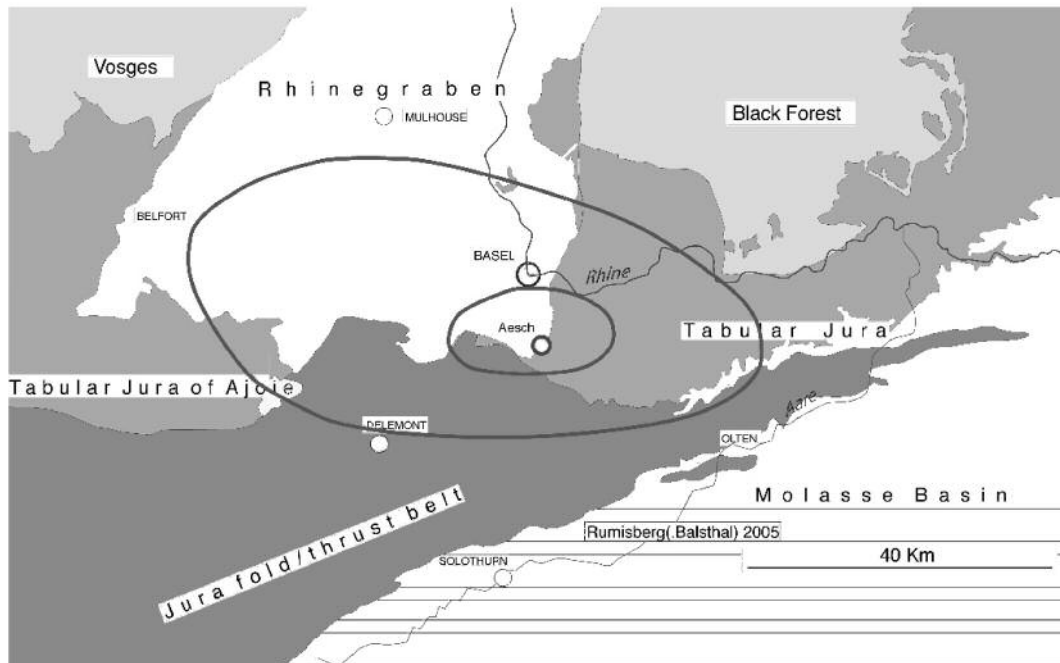 Vosges
Rhinegraben
MULHOUSE
Black Forest
BELFORT
BASEL
Rhine
Aesch
Tabular Jura
Tabular Jura of Ajoie
Aare
DELEMONT
OLTEN
Molasse Basin
Jura fold/thrust belt
Rumisberg(.Balsthal) 2005
40 Km
SOLOTHURN